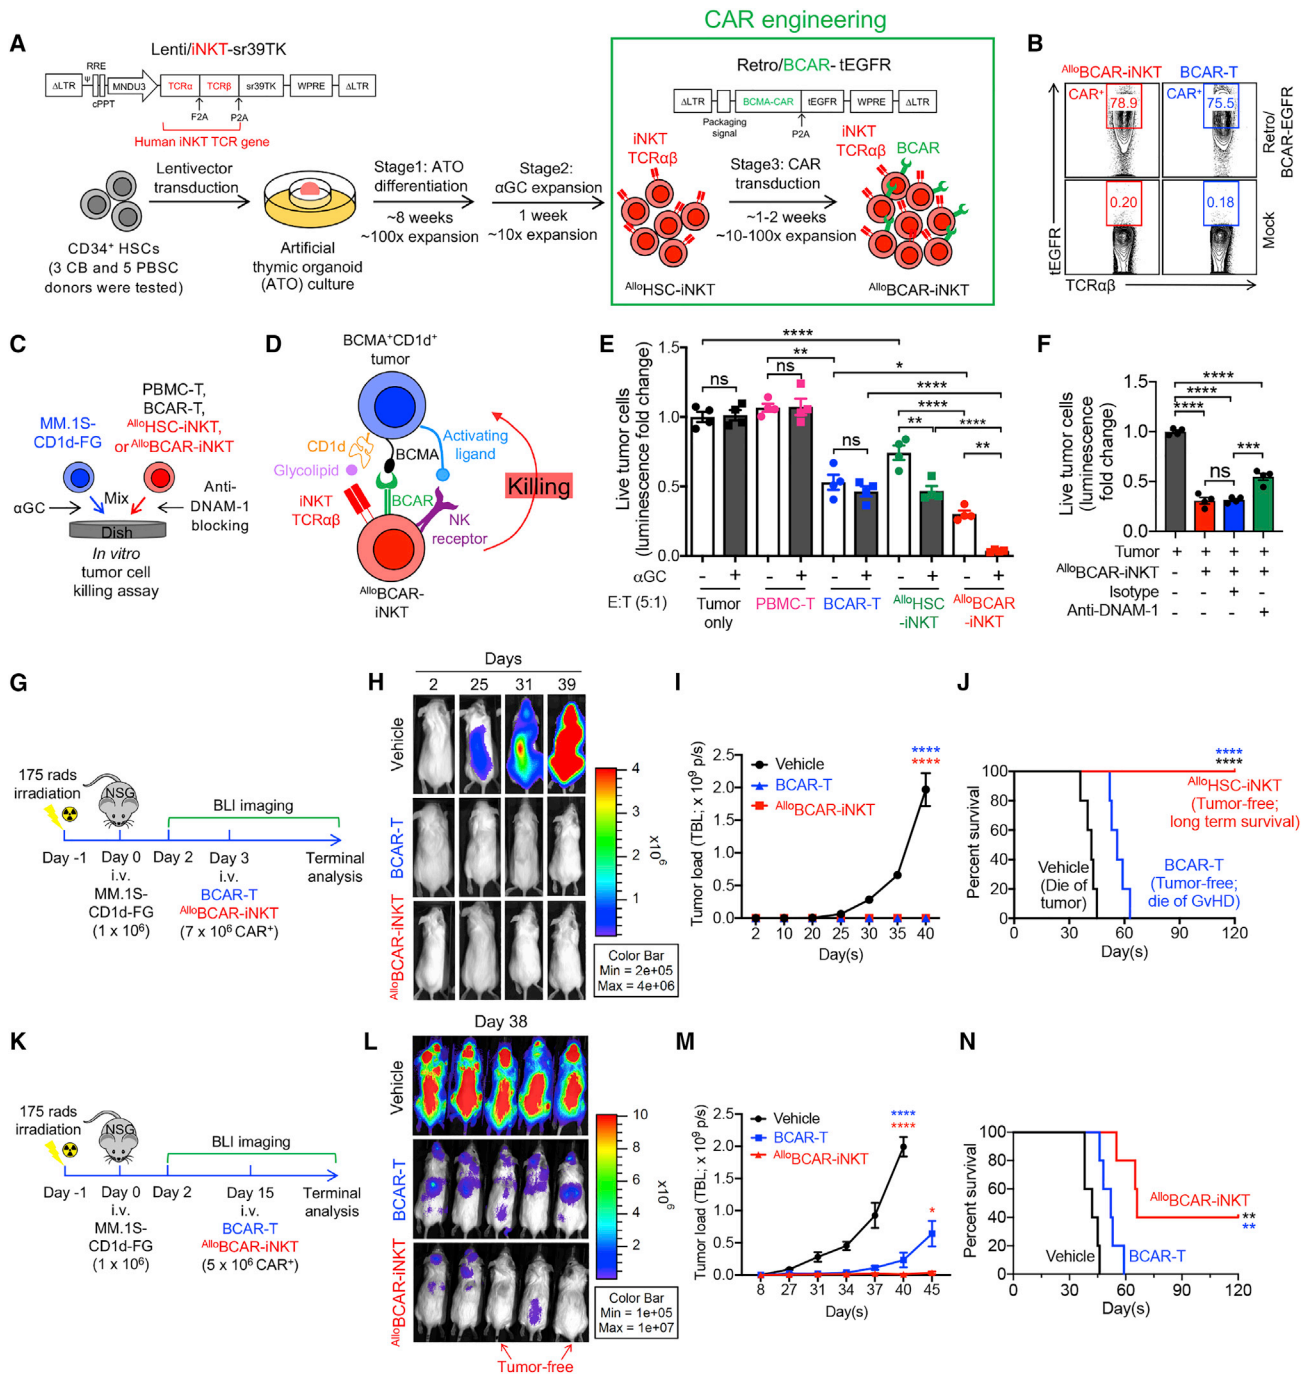 A
Lenti/iNKT-sr39TK
RRE
ΔLTR
Ψ
cPPT
MNDU3
TCRα
TCRβ
sr39TK
WPRE
ΔLTR
F2A
P2A
Human iNKT TCR gene
CD34+ HSCs
(3 CB and 5 PBSC
donors were tested)
Lentivector
transduction
Artificial
thymic organoid
(ATO) culture
Stage1: ATO
differentiation
~8 weeks
~100x expansion
Stage2:
αGC expansion
1 week
~10x expansion
CAR engineering
Retro/BCAR- tEGFR
ΔLTR
Packaging
signal
BCMA-CAR
tEGFR
WPRE
ΔLTR
P2A
iNKT
TCRαβ
AlloHSC-iNKT
Stage3: CAR
transduction
~1-2 weeks
~10-100x expansion
iNKT
TCRαβ
BCAR
AlloBCAR-iNKT
B
AlloBCAR-iNKT
BCAR-T
CAR+
78.9
CAR+
75.5
Retro/
BCAR-EGFR
0.20
0.18
Mock
tEGFR
TCRαβ
C
MM.1S-
CD1d-FG
PBMC-T,
BCAR-T,
AlloHSC-iNKT,
or AlloBCAR-iNKT
αGC
Mix
Anti-
DNAM-1
blocking
Dish
In vitro
tumor cell
killing assay
D
BCMA+CD1d+
tumor
CD1d
Glycolipid
BCMA
Activating
ligand
iNKT
TCRαβ
BCAR
NK
receptor
Killing
AlloBCAR-
iNKT
E
Live tumor cells
(luminescence fold change)
1.5
1.0
0.5
0.0
****
**
*
ns
ns
****
****
ns
**
****
**
αGC
- + - + - + - + - +
E:T (5:1)
Tumor
only
PBMC-T
BCAR-T
AlloHSC
-iNKT
AlloBCAR
-iNKT
F
Live tumor cells
(luminescence
fold change)
1.5
1.0
0.5
0.0
****
****
****
***
ns
Tumor + + + +
AlloBCAR-iNKT - + + +
Isotype - - + -
Anti-DNAM-1 - - - +
G
175 rads
irradiation
NSG
BLI imaging
Day -1
Day 0
i.v.
MM.1S-
CD1d-FG
(1 x 10^6)
Day 2
Day 3
i.v.
BCAR-T
AlloBCAR-iNKT
(7 x 10^6 CAR+)
Terminal
analysis
H
Days
2 25 31 39
Vehicle
BCAR-T
AlloBCAR-iNKT
4
3
2
1
x10^6
Color Bar
Min = 2e+05
Max = 4e+06
I
Tumor load (TBL; x 10^9 p/s)
2.5
2.0
1.5
1.0
0.5
0.0
Vehicle
BCAR-T
AlloBCAR-iNKT
****
****
2 10 20 25 30 35 40
Day(s)
J
Percent survival
100
80
60
40
20
0
****
****
AlloHSC-iNKT
(Tumor-free;
long term survival)
Vehicle
(Die of
tumor)
BCAR-T
(Tumor-free;
die of GvHD)
0 30 60 90 120
Day(s)
K
175 rads
irradiation
NSG
BLI imaging
Day -1
Day 0
i.v.
MM.1S-
CD1d-FG
(1 x 10^6)
Day 2
Day 15
i.v.
BCAR-T
AlloBCAR-iNKT
(5 x 10^6 CAR+)
Terminal
analysis
L
Day 38
Vehicle
BCAR-T
AlloBCAR-iNKT
Tumor-free
10
8
6
4
2
0
x10^6
Color Bar
Min = 1e+05
Max = 1e+07
M
Tumor load (TBL; x 10^9 p/s)
2.5
2.0
1.5
1.0
0.5
0.0
Vehicle
BCAR-T
AlloBCAR-iNKT
****
****
*
8 27 31 34 37 40 45
Day(s)
N
Percent survival
100
80
60
40
20
0
AlloBCAR-iNKT
**
**
Vehicle
BCAR-T
0 30 60 90 120
Day(s)